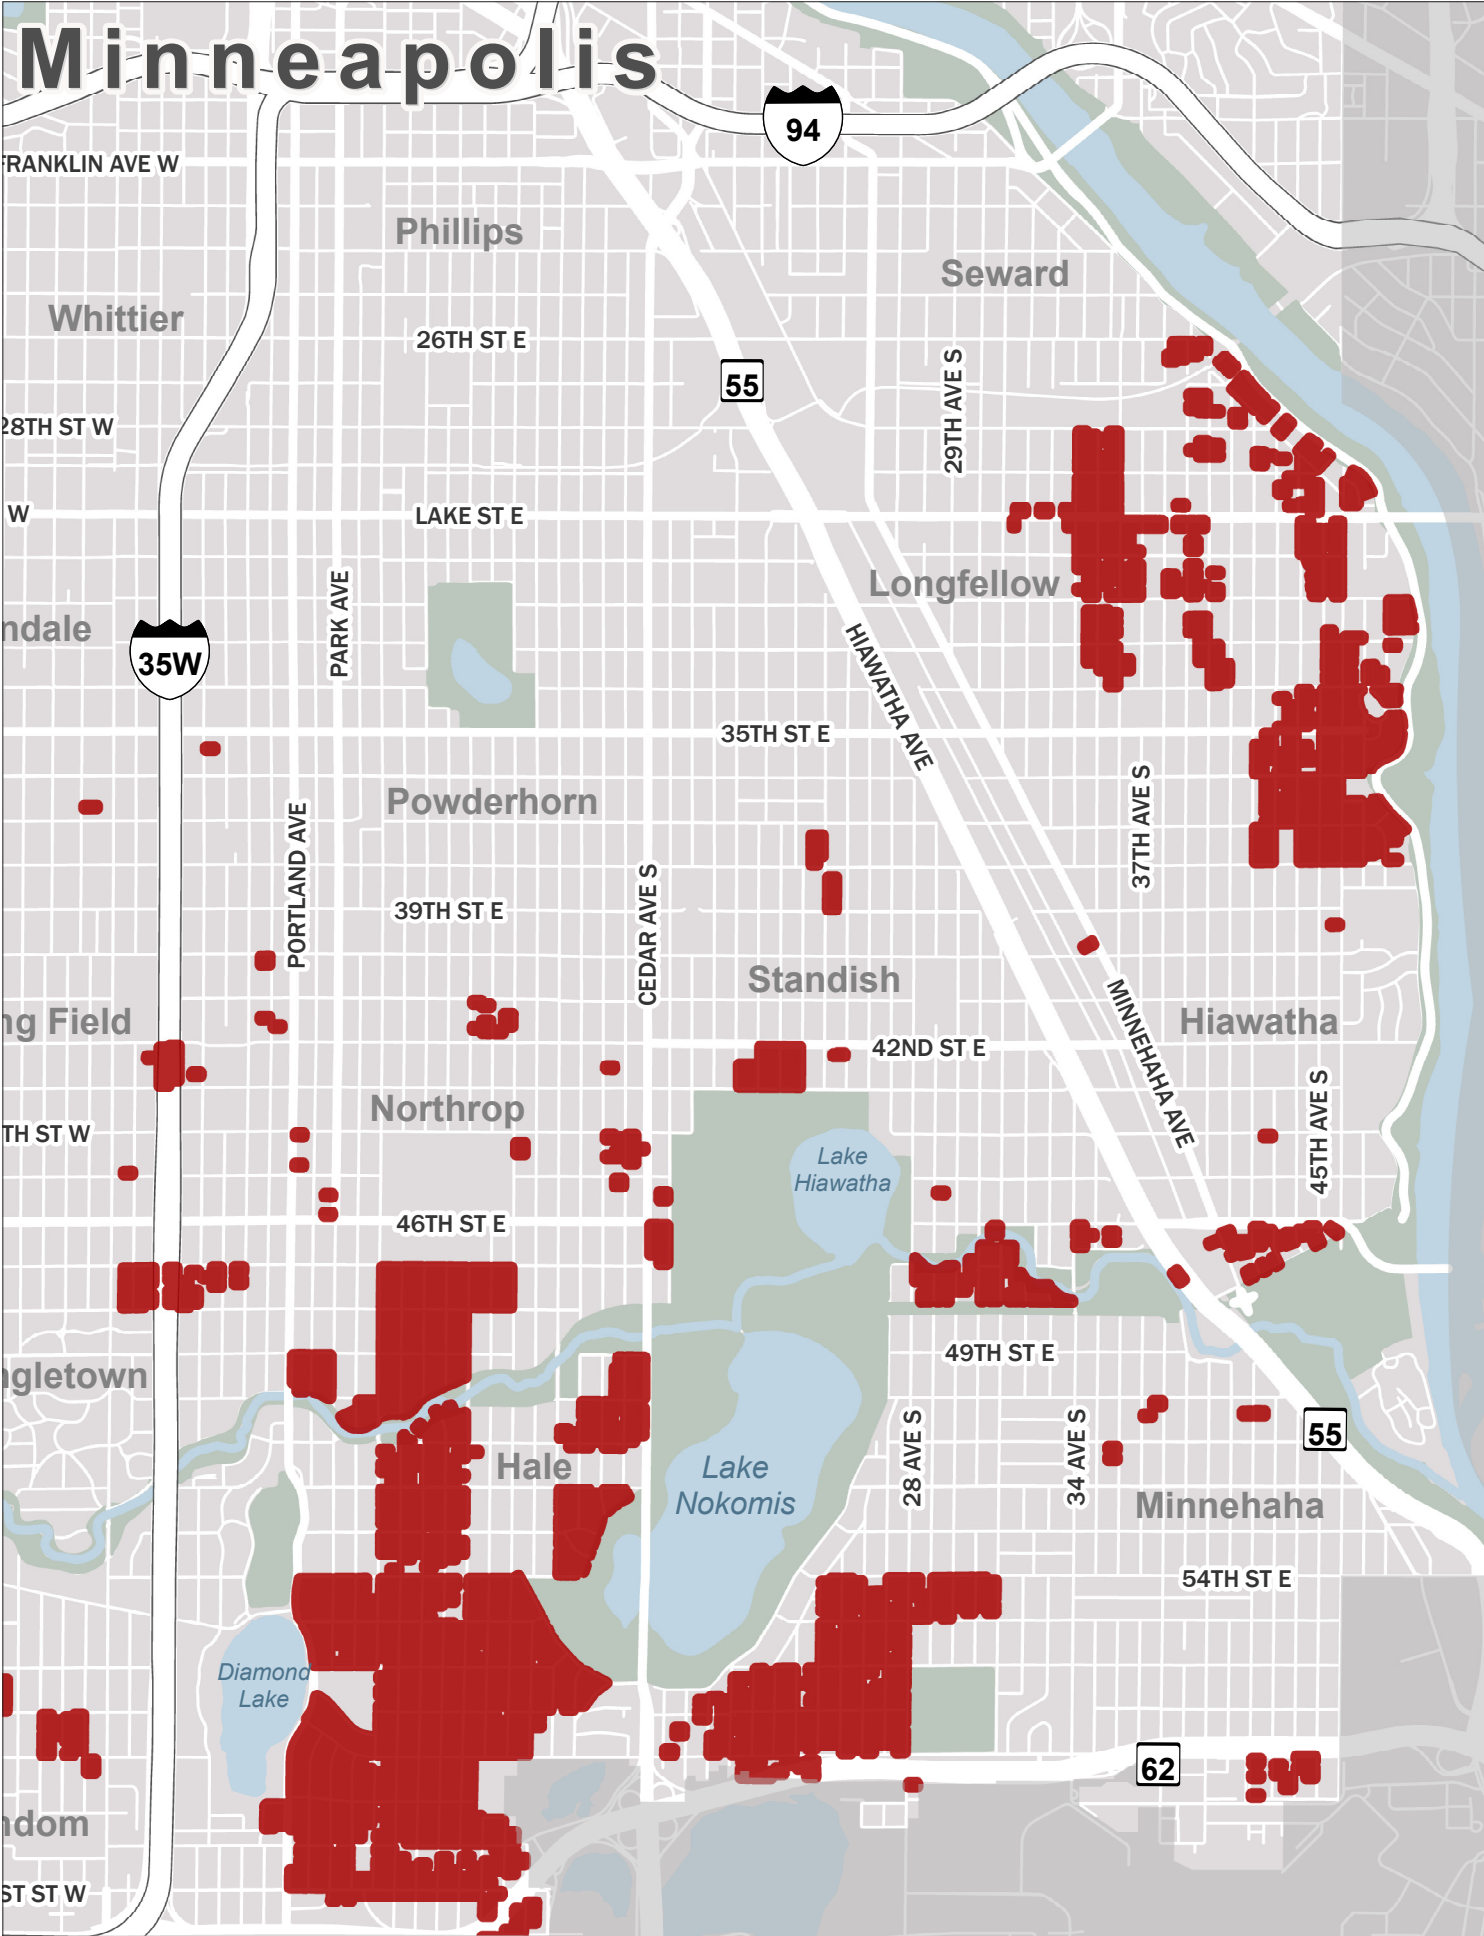 Minneapolis
94
FRANKLIN AVE W
Phillips
Seward
Whittier
26TH ST E
29TH AVE S
55
28TH ST W
W
LAKE ST E
PARK AVE
Longfellow
ndale
35W
HIAWATHA AVE
35TH ST E
37TH AVE S
Powderhorn
PORTLAND AVE
CEDAR AVE S
39TH ST E
Standish
MINNEHAHA AVE
ng Field
Hiawatha
42ND ST E
45TH AVE S
Northrop
TH ST W
Lake
Hiawatha
46TH ST E
49TH ST E
ngletown
28 AVE S
34 AVE S
55
Hale
Lake
Nokomis
Minnehaha
54TH ST E
Diamond
Lake
62
ndom
ST ST W